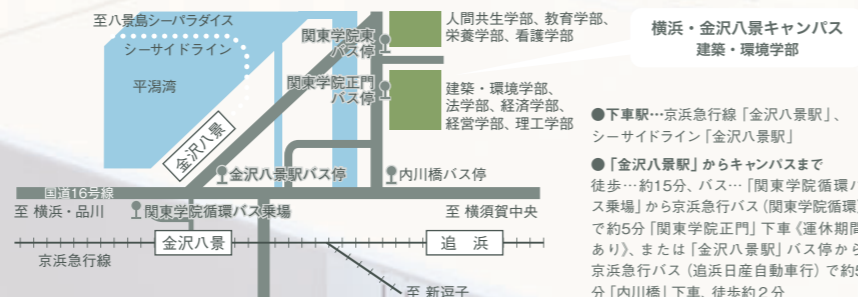 至八景島シーパラダイス
シーサイドライン
平潟湾
金沢八景
関東学院東
バス停
関東学院正門
バス停
人間共生学部、教育学部、
栄養学部、看護学部
建築・環境学部、
法学部、経済学部、
経営学部、理工学部
金沢八景駅バス停
内川橋バス停
国道16号線
至 横浜・品川
関東学院循環バス乗場
至 横須賀中央
金沢八景
追浜
京浜急行線
至 新逗子
横浜・金沢八景キャンパス
建築・環境学部
●下車駅…京浜急行線「金沢八景駅」、
シーサイドライン「金沢八景駅」
●「金沢八景駅」からキャンパスまで
徒歩…約15分、バス…「関東学院循環バ
ス乗場」から京浜急行バス（関東学院循環）
で約5分「関東学院正門」下車《運休期間
あり》、または「金沢八景駅」バス停から
京浜急行バス（追浜日産自動車行）で約5
分「内川橋」下車、徒歩約２分